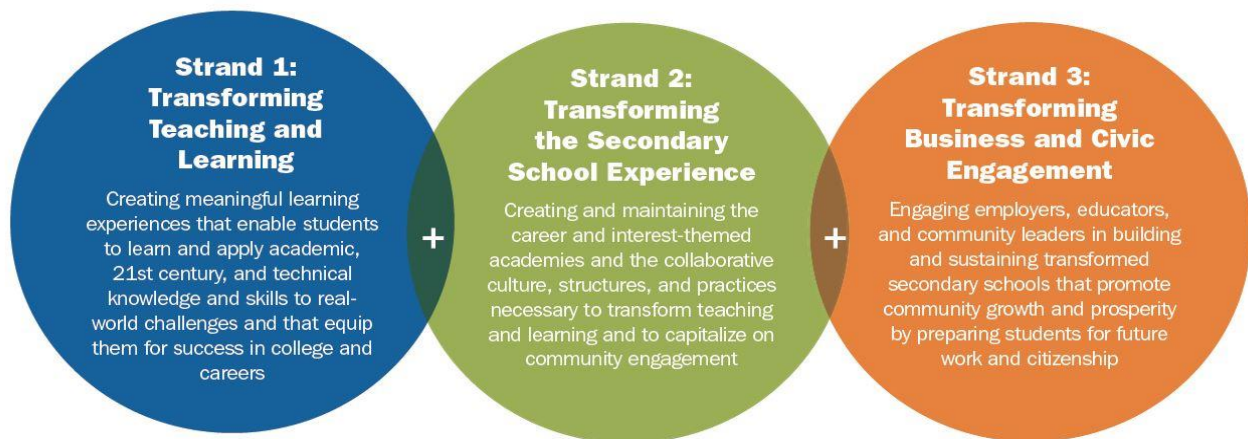 Strand 1:
Transforming
Teaching and
Learning
Creating meaningful learning
experiences that enable students
to learn and apply academic,
21st century, and technical
knowledge and skills to real-
world challenges and that equip
them for success in college and
careers
+
Strand 2:
Transforming
the Secondary
School Experience
Creating and maintaining the
career and interest-themed
academies and the collaborative
culture, structures, and practices
necessary to transform teaching
and learning and to capitalize on
community engagement
+
Strand 3:
Transforming
Business and Civic
Engagement
Engaging employers, educators,
and community leaders in building
and sustaining transformed
secondary schools that promote
community growth and prosperity
by preparing students for future
work and citizenship